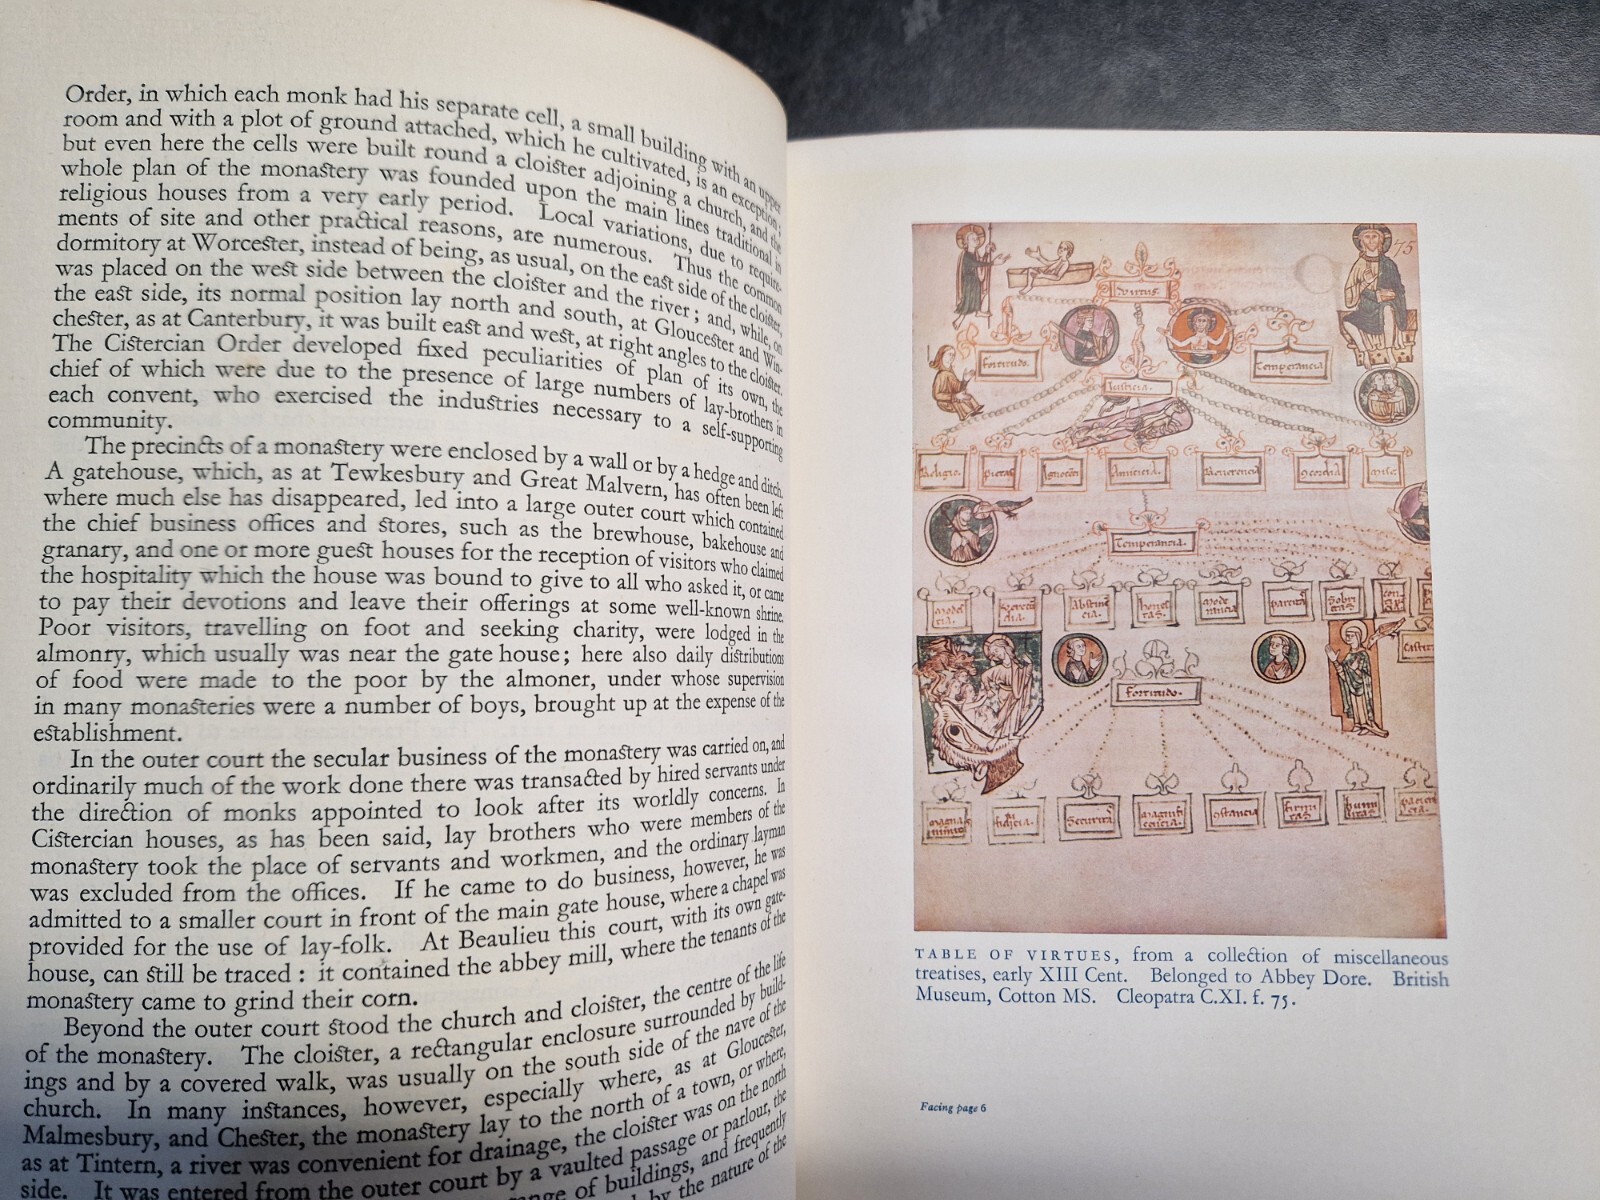 Order, in which each monk had his separate cell, a small building with an upper
room and with a plot of ground attached, which he cultivated, is an exception;
but even here the cells were built round a cloister adjoining a church, and the
whole plan of the monastery was founded upon the main lines traditional in
religious houses from a very early period. Local variations, due to require-
ments of site and other practical reasons, are numerous. Thus the common
dormitory at Worcester, instead of being, as usual, on the east side of the cloister,
was placed on the west side between the cloister and the river; and, while, on
the east side, its normal position lay north and south, at Gloucester and Win-
chester, as at Canterbury, it was built east and west, at right angles to the cloister.
The Cistercian Order developed fixed peculiarities of plan of its own, the
chief of which were due to the presence of large numbers of lay-brothers in
each convent, who exercised the industries necessary to a self-supporting
community.
The precincts of a monastery were enclosed by a wall or by a hedge and ditch.
A gatehouse, which, as at Tewkesbury and Great Malvern, has often been left
where much else has disappeared, led into a large outer court which contained
the chief business offices and stores, such as the brewhouse, bakehouse and
granary, and one or more guest houses for the reception of visitors who claimed
the hospitality which the house was bound to give to all who asked it, or came
to pay their devotions and leave their offerings at some well-known shrine.
Poor visitors, travelling on foot and seeking charity, were lodged in the
almonry, which usually was near the gate house; here also daily distributions
of food were made to the poor by the almoner, under whose supervision
in many monasteries were a number of boys, brought up at the expense of the
establishment.
In the outer court the secular business of the monastery was carried on, and
ordinarily much of the work done there was transacted by hired servants under
the direction of monks appointed to look after its worldly concerns. In
Cistercian houses, as has been said, lay brothers who were members of the
monastery took the place of servants and workmen, and the ordinary layman
was excluded from the offices. If he came to do business, however, he was
admitted to a smaller court in front of the main gate house, where a chapel was
provided for the use of lay-folk. At Beaulieu this court, with its own gate-
house, can still be traced: it contained the abbey mill, where the tenants of the
monastery came to grind their corn.
Beyond the outer court stood the church and cloister, the centre of the life
of the monastery. The cloister, a rectangular enclosure surrounded by build-
ings and by a covered walk, was usually on the south side of the nave of the
church. In many instances, however, especially where, as at Gloucester,
Malmesbury, and Chester, the monastery lay to the north of a town, or where,
as at Tintern, a river was convenient for drainage, the cloister was on the north
side. It was entered from the outer court by a vaulted passage or parlour, the
of buildings, and frequently
by the nature of the
75
Virtus.
Fortitudo.
Temperancia
Iusticia.
Religio
pietas
Amicicia.
Reverencia
Temperancia.
Abstinencia.
Modestia
Sobrietas
Fortitudo.
Securitas
Magnificencia.
TABLE OF VIRTUES, from a collection of miscellaneous
treatises, early XIII Cent. Belonged to Abbey Dore. British
Museum, Cotton MS. Cleopatra C.XI. f. 75.
Facing page 6